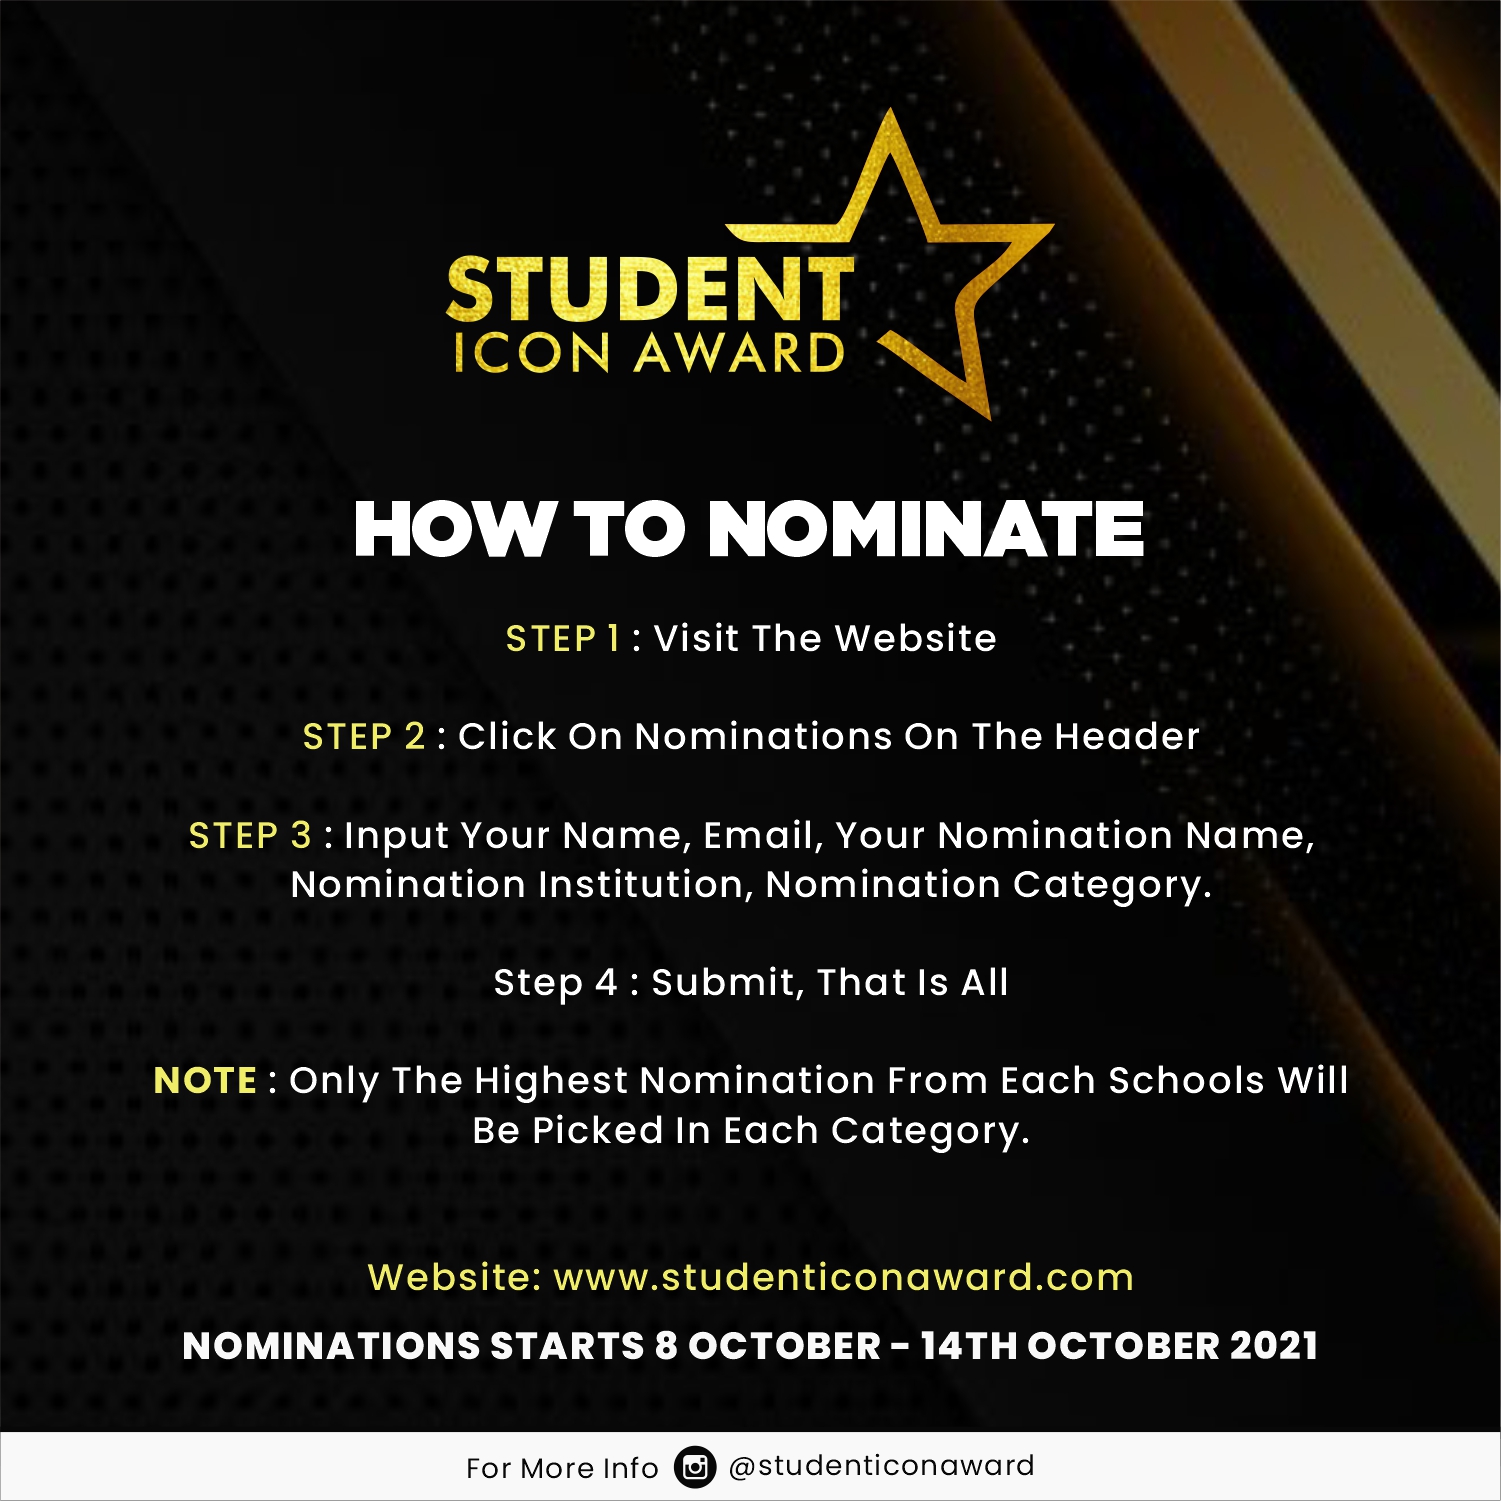 STUDENT
ICON AWARD
HOW TO NOMINATE
STEP 1 : Visit The Website
STEP 2 : Click On Nominations On The Header
STEP 3 : Input Your Name, Email, Your Nomination Name,
Nomination Institution, Nomination Category.
Step 4 : Submit, That Is All
NOTE : Only The Highest Nomination From Each Schools Will
Be Picked In Each Category.
Website: www.studenticonaward.com
NOMINATIONS STARTS 8 OCTOBER - 14TH OCTOBER 2021
For More Info @studenticonaward